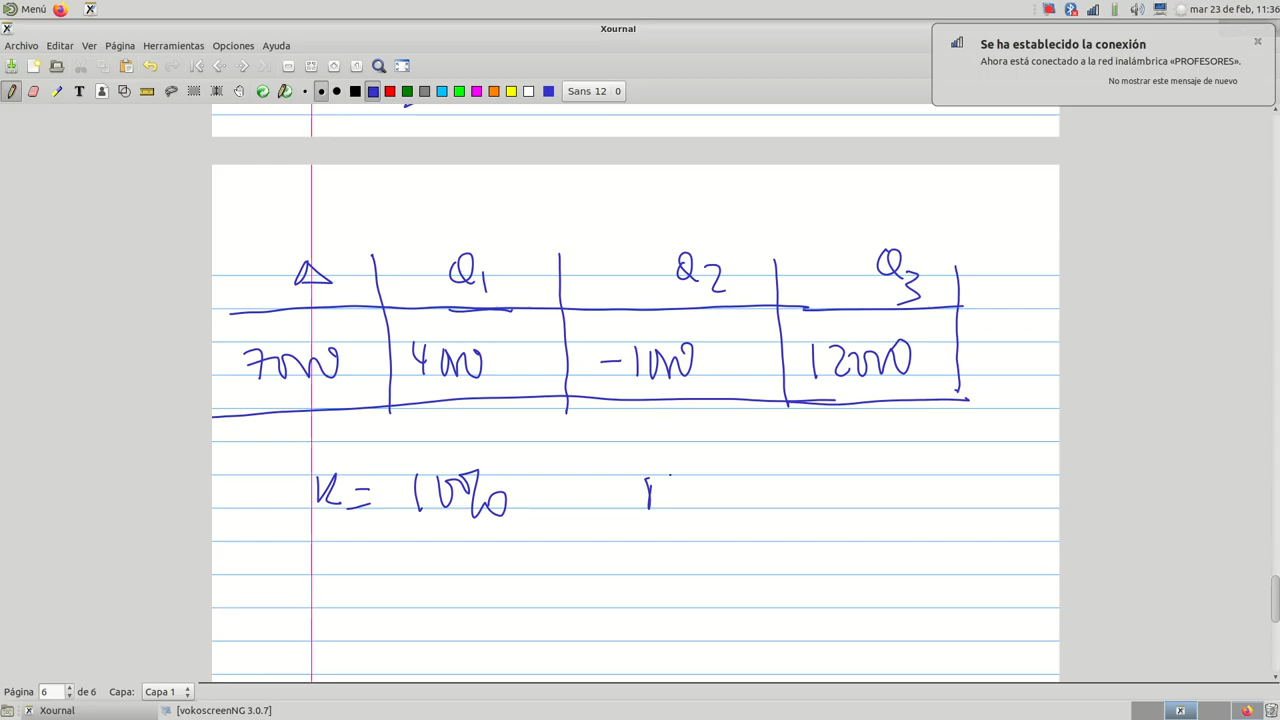 Menú
mar 23 de feb, 11:36
Xournal
Archivo Editar Ver Página Herramientas Opciones Ayuda
Se ha establecido la conexión
Ahora está conectado a la red inalámbrica «PROFESORES».
No mostrar este mensaje de nuevo
Sans 12
A Q1 Q2 Q3
7000 4000 -1000 12000
K= 10%
Página 6 de 6 Capa: Capa 1
Xournal [vokoscreenNG 3.0.7]